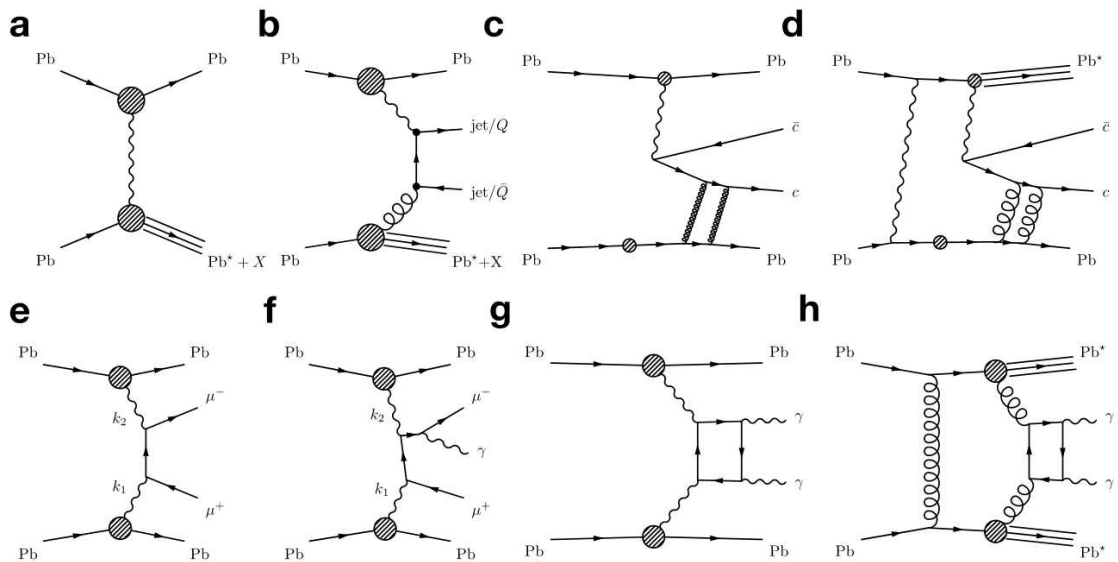 a
Pb
Pb
Pb
Pb* + X
b
Pb
Pb
jet/Q
jet/Q̄
Pb
Pb*+X
c
Pb
Pb
c̄
c
Pb
Pb
d
Pb
Pb*
c̄
c
Pb
Pb
e
Pb
Pb
k₂
μ⁻
k₁
μ⁺
Pb
Pb
f
Pb
Pb
k₂
μ⁻
γ
k₁
μ⁺
Pb
Pb
g
Pb
Pb
γ
γ
Pb
Pb
h
Pb
Pb*
γ
γ
Pb
Pb*